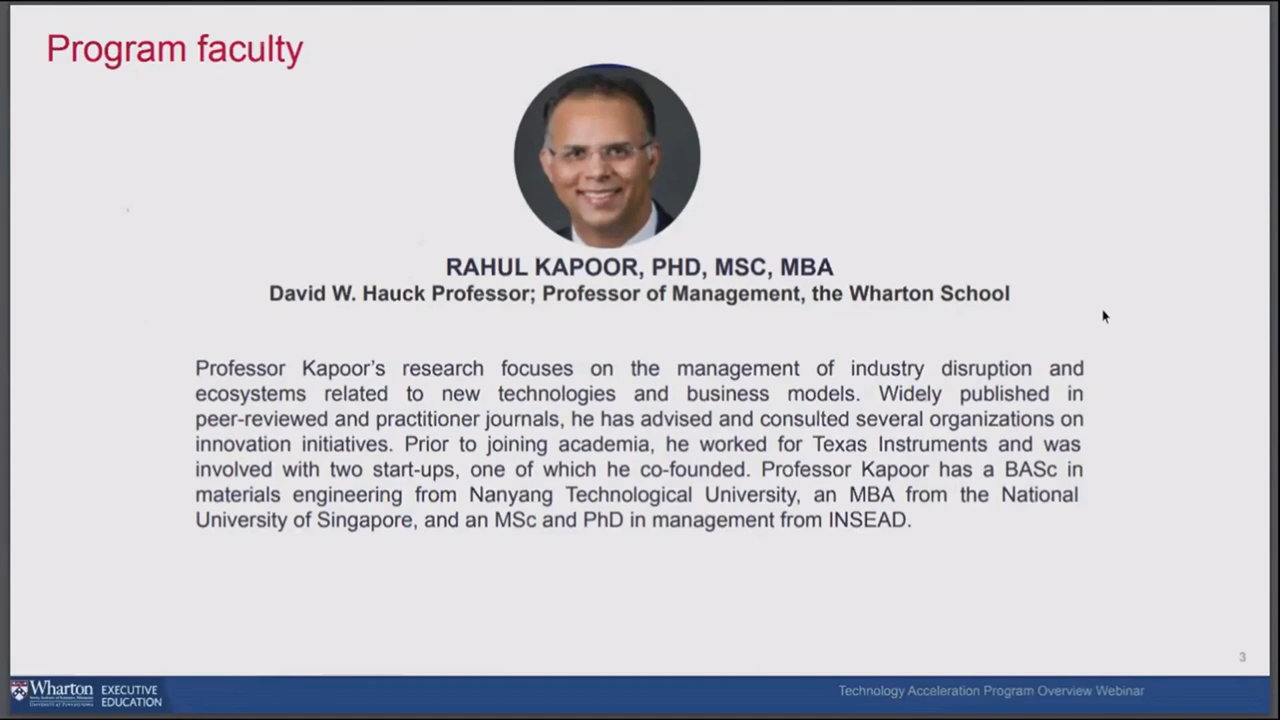 Program faculty
RAHUL KAPOOR, PHD, MSC, MBA
David W. Hauck Professor; Professor of Management, the Wharton School
Professor Kapoor's research focuses on the management of industry disruption and
ecosystems related to new technologies and business models. Widely published in
peer-reviewed and practitioner journals, he has advised and consulted several organizations on
innovation initiatives. Prior to joining academia, he worked for Texas Instruments and was
involved with two start-ups, one of which he co-founded. Professor Kapoor has a BASc in
materials engineering from Nanyang Technological University, an MBA from the National
University of Singapore, and an MSc and PhD in management from INSEAD.
3
Wharton
EXECUTIVE
EDUCATION
Technology Acceleration Program Overview Webinar